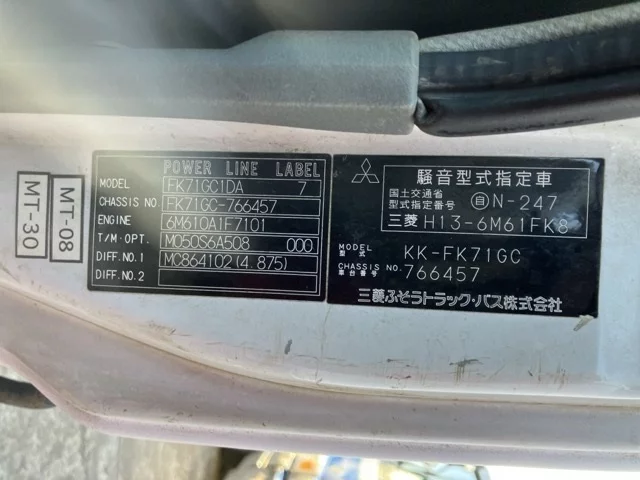 MT-30
MT-08
POWER LINE LABEL
MODEL FK71GC1DA 7
CHASSIS NO. FK71GC-766457
ENGINE 6M610A1F7101
T/M·OPT. M050S6A508 000
DIFF. NO.1 MC864102(4.875)
DIFF. NO.2
騒音型式指定車
国土交通省
型式指定番号 自N-247
三菱 H13-6M61FK8
MODEL 型式 KK-FK71GC
CHASSIS NO. 車台番号 766457
三菱ふそうトラック・バス株式会社